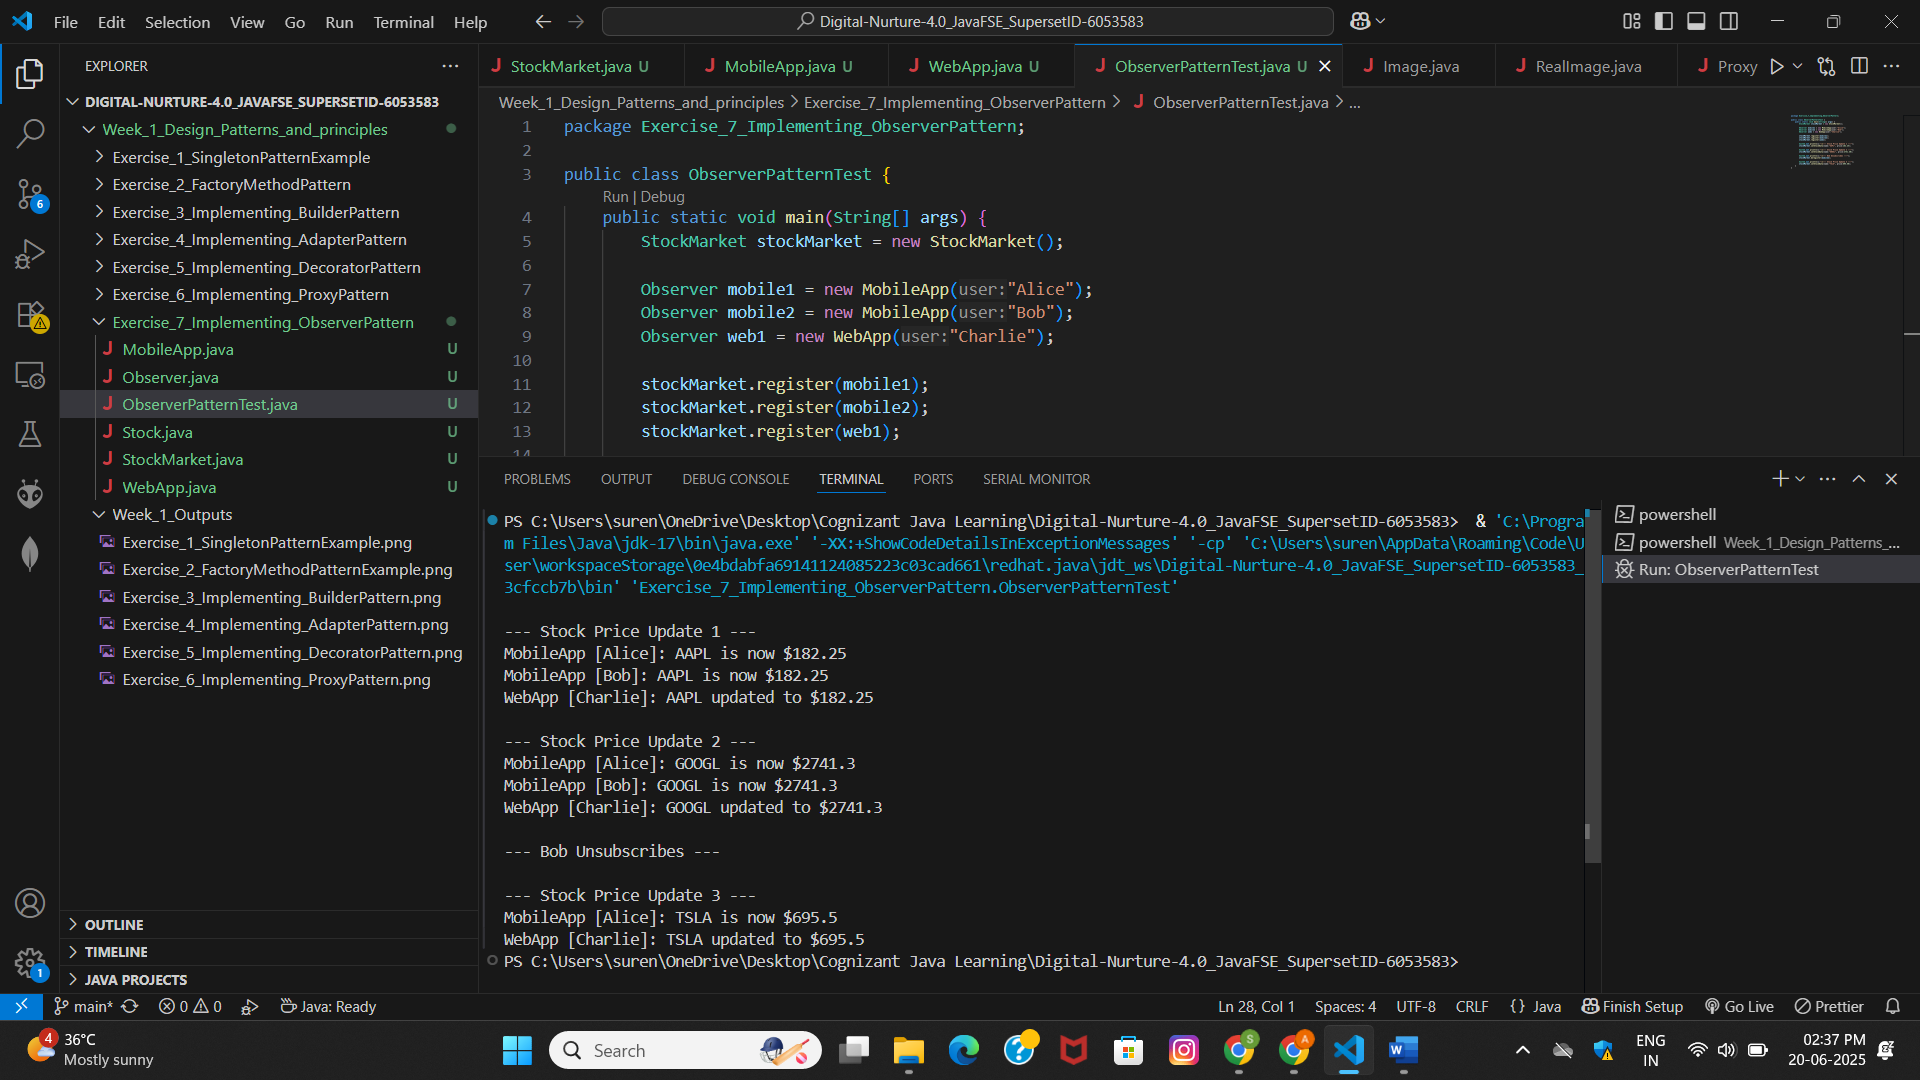 File Edit Selection View Go Run Terminal Help
Digital-Nurture-4.0_JavaFSE_SupersetID-6053583
EXPLORER
DIGITAL-NURTURE-4.0_JAVAFSE_SUPERSETID-6053583
Week_1_Design_Patterns_and_principles
Exercise_1_SingletonPatternExample
Exercise_2_FactoryMethodPattern
Exercise_3_Implementing_BuilderPattern
Exercise_4_Implementing_AdapterPattern
Exercise_5_Implementing_DecoratorPattern
Exercise_6_Implementing_ProxyPattern
Exercise_7_Implementing_ObserverPattern
MobileApp.java U
Observer.java U
ObserverPatternTest.java U
Stock.java U
StockMarket.java U
WebApp.java U
Week_1_Outputs
Exercise_1_SingletonPatternExample.png
Exercise_2_FactoryMethodPatternExample.png
Exercise_3_Implementing_BuilderPattern.png
Exercise_4_Implementing_AdapterPattern.png
Exercise_5_Implementing_DecoratorPattern.png
Exercise_6_Implementing_ProxyPattern.png
OUTLINE
TIMELINE
JAVA PROJECTS
6
1
J StockMarket.java U J MobileApp.java U J WebApp.java U J ObserverPatternTest.java U J Image.java J RealImage.java J Proxy
Week_1_Design_Patterns_and_principles > Exercise_7_Implementing_ObserverPattern > J ObserverPatternTest.java > ...
1 package Exercise_7_Implementing_ObserverPattern;
2
3 public class ObserverPatternTest {
Run | Debug
4 public static void main(String[] args) {
5 StockMarket stockMarket = new StockMarket();
6
7 Observer mobile1 = new MobileApp(user:"Alice");
8 Observer mobile2 = new MobileApp(user:"Bob");
9 Observer web1 = new WebApp(user:"Charlie");
10
11 stockMarket.register(mobile1);
12 stockMarket.register(mobile2);
13 stockMarket.register(web1);
14
PROBLEMS OUTPUT DEBUG CONSOLE TERMINAL PORTS SERIAL MONITOR
PS C:\Users\suren\OneDrive\Desktop\Cognizant Java Learning\Digital-Nurture-4.0_JavaFSE_SupersetID-6053583> & 'C:\Progra
m Files\Java\jdk-17\bin\java.exe' '-XX:+ShowCodeDetailsInExceptionMessages' '-cp' 'C:\Users\suren\AppData\Roaming\Code\U
ser\workspaceStorage\0e4bdabfa69141124085223c03cad661\redhat.java\jdt_ws\Digital-Nurture-4.0_JavaFSE_SupersetID-6053583_
3cfccb7b\bin' 'Exercise_7_Implementing_ObserverPattern.ObserverPatternTest'
--- Stock Price Update 1 ---
MobileApp [Alice]: AAPL is now $182.25
MobileApp [Bob]: AAPL is now $182.25
WebApp [Charlie]: AAPL updated to $182.25
--- Stock Price Update 2 ---
MobileApp [Alice]: GOOGL is now $2741.3
MobileApp [Bob]: GOOGL is now $2741.3
WebApp [Charlie]: GOOGL updated to $2741.3
--- Bob Unsubscribes ---
--- Stock Price Update 3 ---
MobileApp [Alice]: TSLA is now $695.5
WebApp [Charlie]: TSLA updated to $695.5
PS C:\Users\suren\OneDrive\Desktop\Cognizant Java Learning\Digital-Nurture-4.0_JavaFSE_SupersetID-6053583>
powershell
powershell Week_1_Design_Patterns_...
Run: ObserverPatternTest
main* 0 0 Java: Ready
Ln 28, Col 1 Spaces: 4 UTF-8 CRLF {} Java Finish Setup Go Live Prettier
4
36°C
Mostly sunny
Search
S
A
W
ENG
IN
02:37 PM
20-06-2025